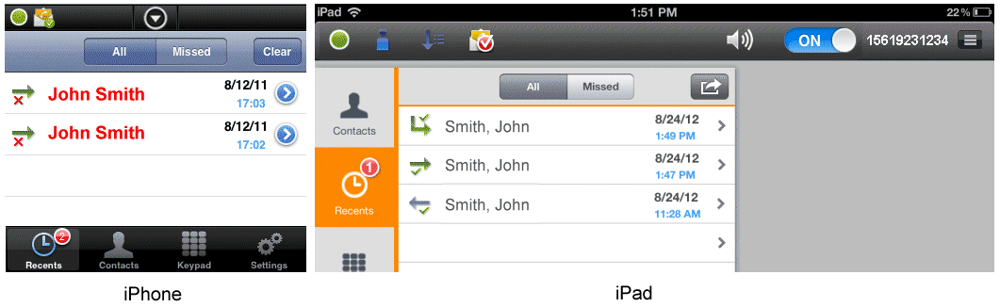 All Missed Clear
John Smith 8/12/11
17:03
John Smith 8/12/11
17:02
2
Recents Contacts Keypad Settings
iPhone
iPad 1:51 PM 22%
ON 15619231234
All Missed
Contacts
1
Recents
Smith, John 8/24/12
1:49 PM
Smith, John 8/24/12
1:47 PM
Smith, John 8/24/12
11:28 AM
iPad